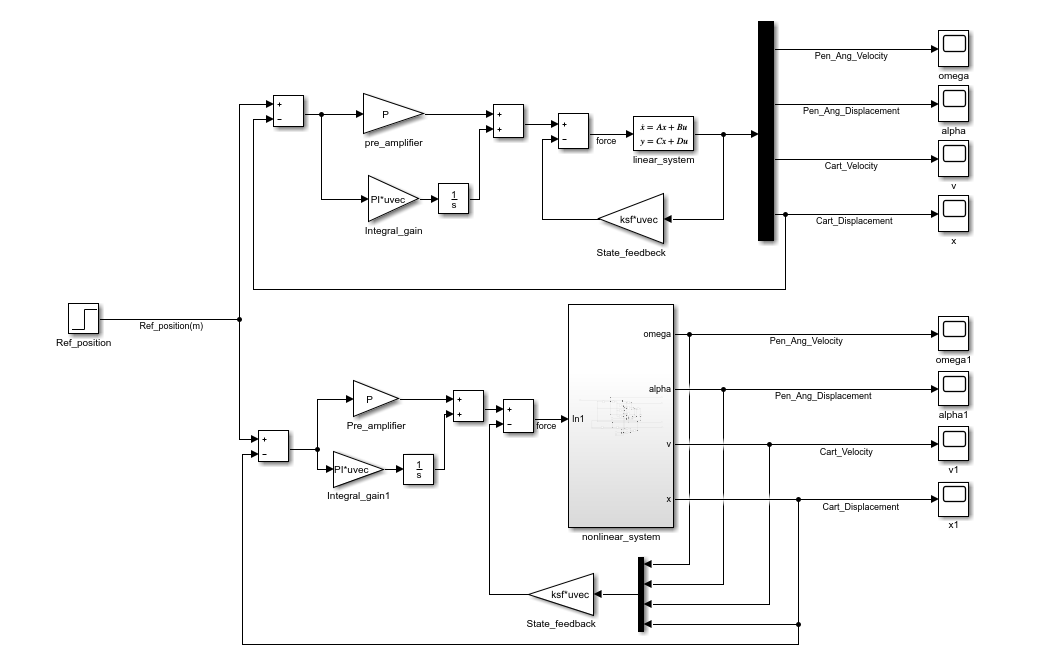 Pen_Ang_Velocity
omega
+
−
P
pre_amplifier
+
+
+
−
force
ẋ = Ax + Bu
y = Cx + Du
linear_system
Pen_Ang_Displacement
alpha
Cart_Velocity
v
PI*uvec
Integral_gain
1
s
ksf*uvec
State_feedbeck
Cart_Displacement
x
Ref_position
Ref_position(m)
omega
Pen_Ang_Velocity
omega1
alpha
Pen_Ang_Displacement
alpha1
P
Pre_amplifier
+
+
+
−
force
In1
+
−
PI*uvec
Integral_gain1
1
s
v
Cart_Velocity
v1
x
Cart_Displacement
x1
nonlinear_system
ksf*uvec
State_feedback